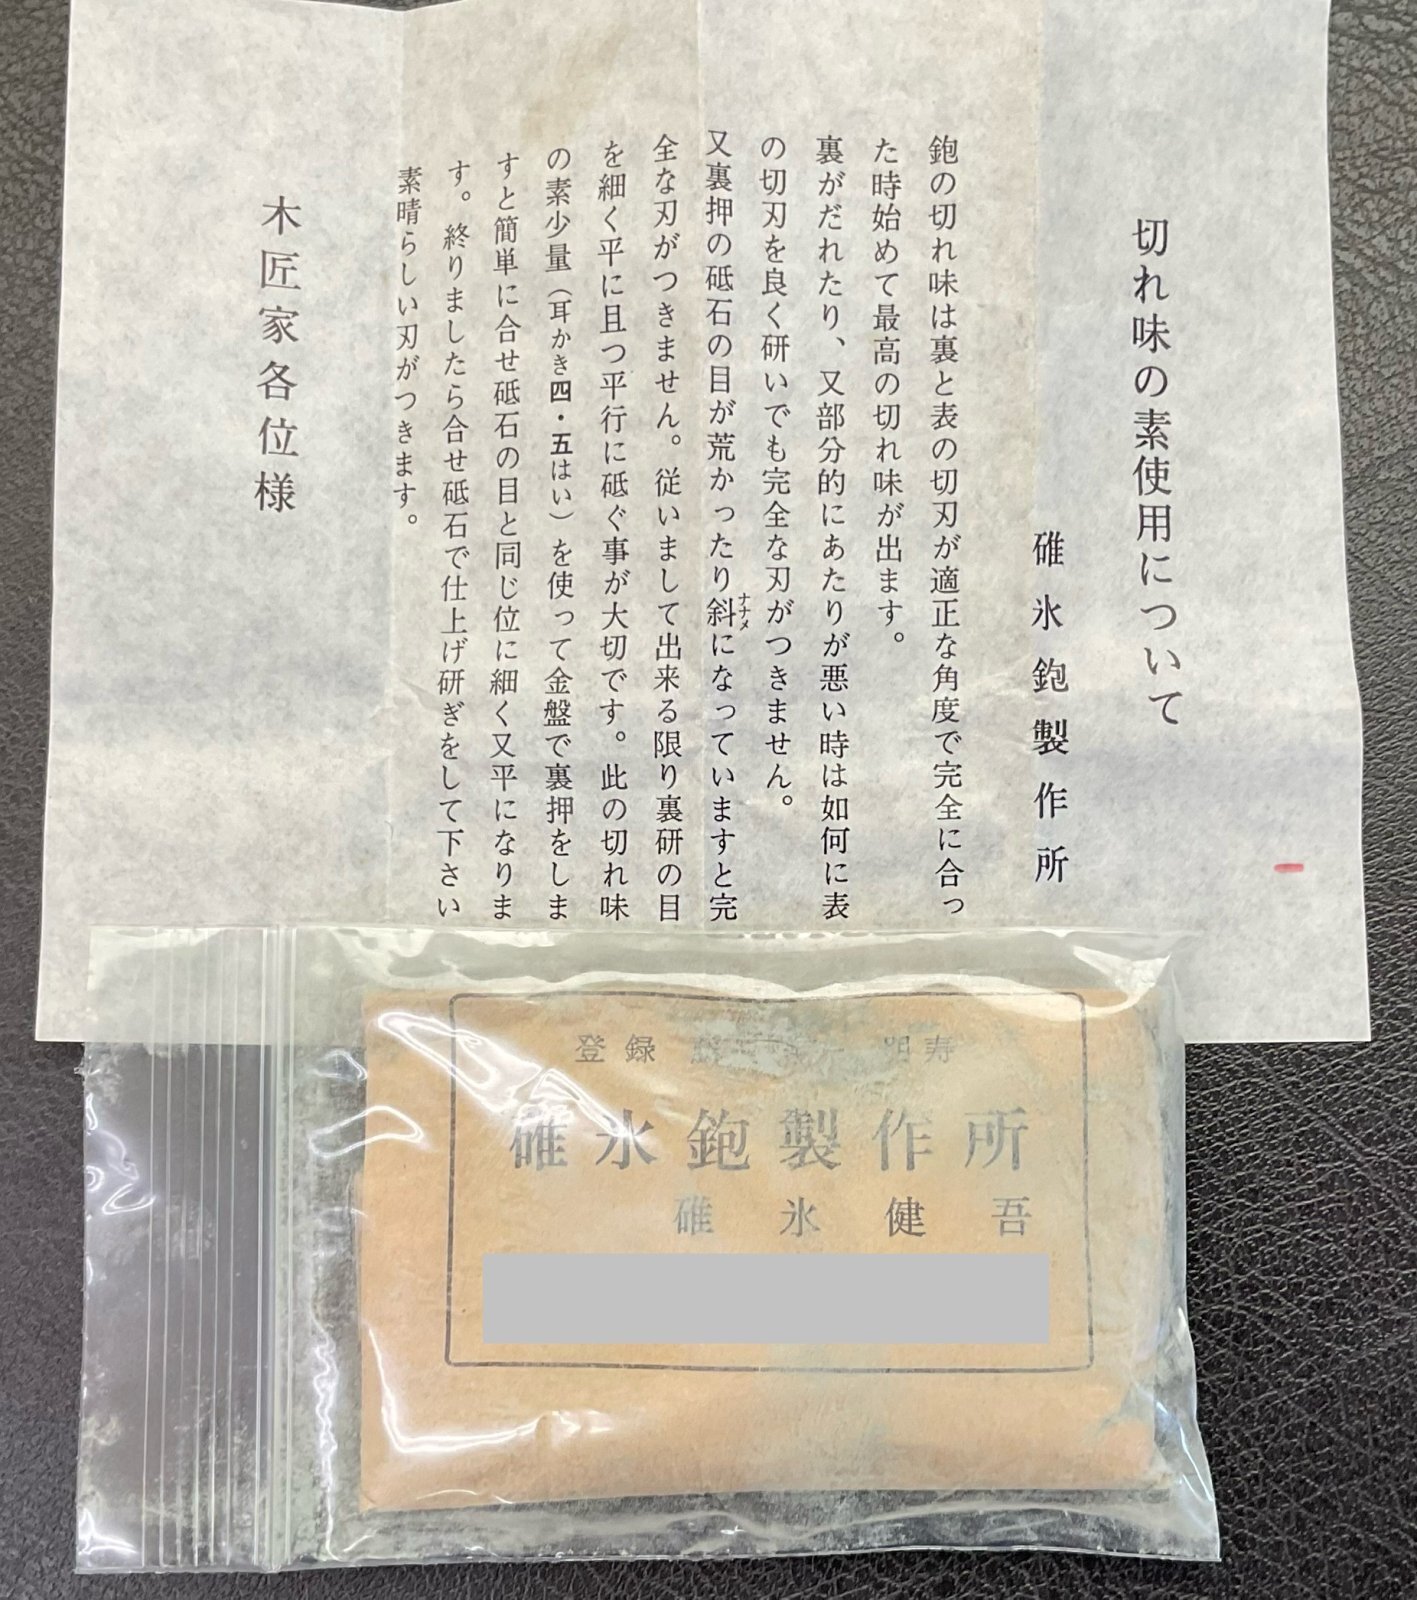 切れ味の素使用について
碓氷鉋製作所
鉋の切れ味は裏と表の切刃が適正な角度で完全に合っ
た時始めて最高の切れ味が出ます。
裏がだれたり、又部分的にあたりが悪い時は如何に表
の切刃を良く研いでも完全な刃がつきません。
又裏押の砥石の目が荒かったり斜ナナメになっていますと完
全な刃がつきません。従いまして出来る限り裏研の目
を細く平に且つ平行に砥ぐ事が大切です。此の切れ味
の素少量（耳かき四・五はい）を使って金盤で裏押をしま
すと簡単に合せ砥石の目と同じ位に細く又平になりま
す。終りましたら合せ砥石で仕上げ研ぎをして下さい
素晴らしい刃がつきます。
木匠家各位様
登録
寿
碓氷鉋製作所
碓氷健吾